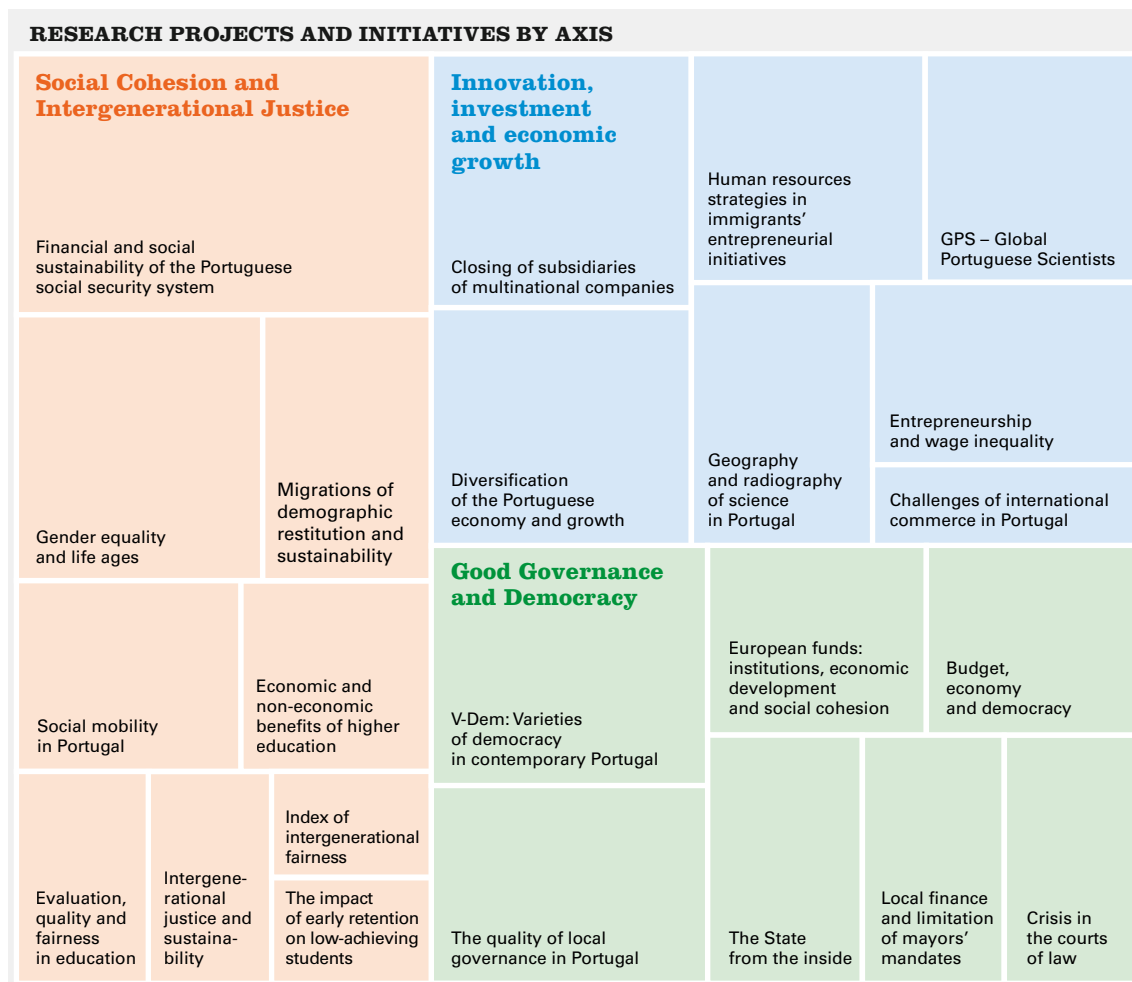 RESEARCH PROJECTS AND INITIATIVES BY AXIS
Social Cohesion and
Intergenerational Justice
Financial and social
sustainability of the Portuguese
social security system
Gender equality
and life ages
Migrations of
demographic
restitution and
sustainability
Social mobility
in Portugal
Economic and
non-economic
benefits of higher
education
Evaluation,
quality and
fairness
in education
Intergene-
rational
justice and
sustaina-
bility
Index of
intergenerational
fairness
The impact
of early retention
on low-achieving
students
Innovation,
investment
and economic
growth
Closing of subsidiaries
of multinational companies
Human resources
strategies in
immigrants’
entrepreneurial
initiatives
GPS – Global
Portuguese Scientists
Diversification
of the Portuguese
economy and growth
Geography
and radiography
of science
in Portugal
Entrepreneurship
and wage inequality
Challenges of international
commerce in Portugal
Good Governance
and Democracy
V-Dem: Varieties
of democracy
in contemporary Portugal
European funds:
institutions, economic
development
and social cohesion
Budget,
economy
and democracy
The quality of local
governance in Portugal
The State
from the inside
Local finance
and limitation
of mayors’
mandates
Crisis in
the courts
of law